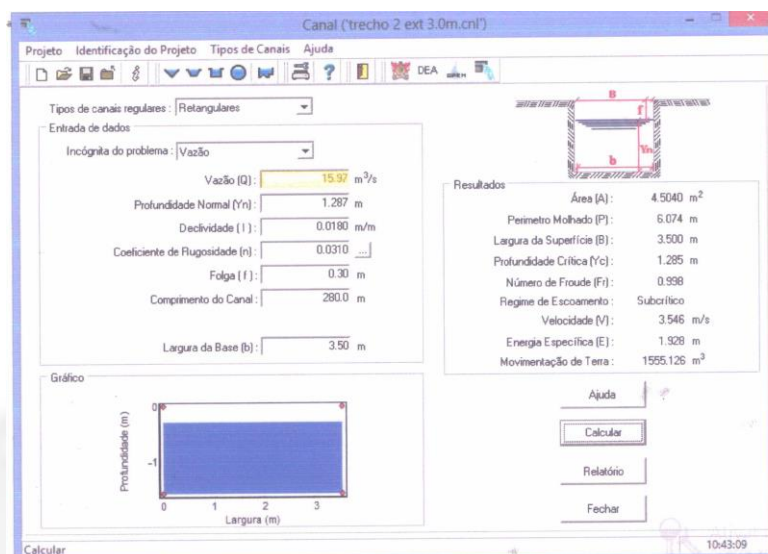 Canal ('trecho 2 ext 3.0m.cnl')
Projeto Identificação do Projeto Tipos de Canais Ajuda
DEA
Tipos de canais regulares : Retangulares
Entrada de dados
Incógnita do problema : Vazão
Vazão (Q) : 15.97 m³/s
Profundidade Normal (Yn) : 1.287 m
Declividade ( I ) : 0.0180 m/m
Coeficiente de Rugosidade (n) : 0.0310 ...
Folga ( f ) : 0.30 m
Comprimento do Canal : 280.0 m
Largura da Base (b) : 3.50 m
B
f
Yn
b
Resultados
Área (A) : 4.5040 m²
Perímetro Molhado (P) : 6.074 m
Largura da Superfície (B) : 3.500 m
Profundidade Crítica (Yc) : 1.285 m
Número de Froude (Fr) : 0.998
Regime de Escoamento : Subcrítico
Velocidade (V) : 3.546 m/s
Energia Específica (E) : 1.928 m
Movimentação de Terra : 1555.126 m³
Gráfico
Profundidade (m)
0
-1
0 1 2 3
Largura (m)
Ajuda
Calcular
Relatório
Fechar
Calcular
10:43:09